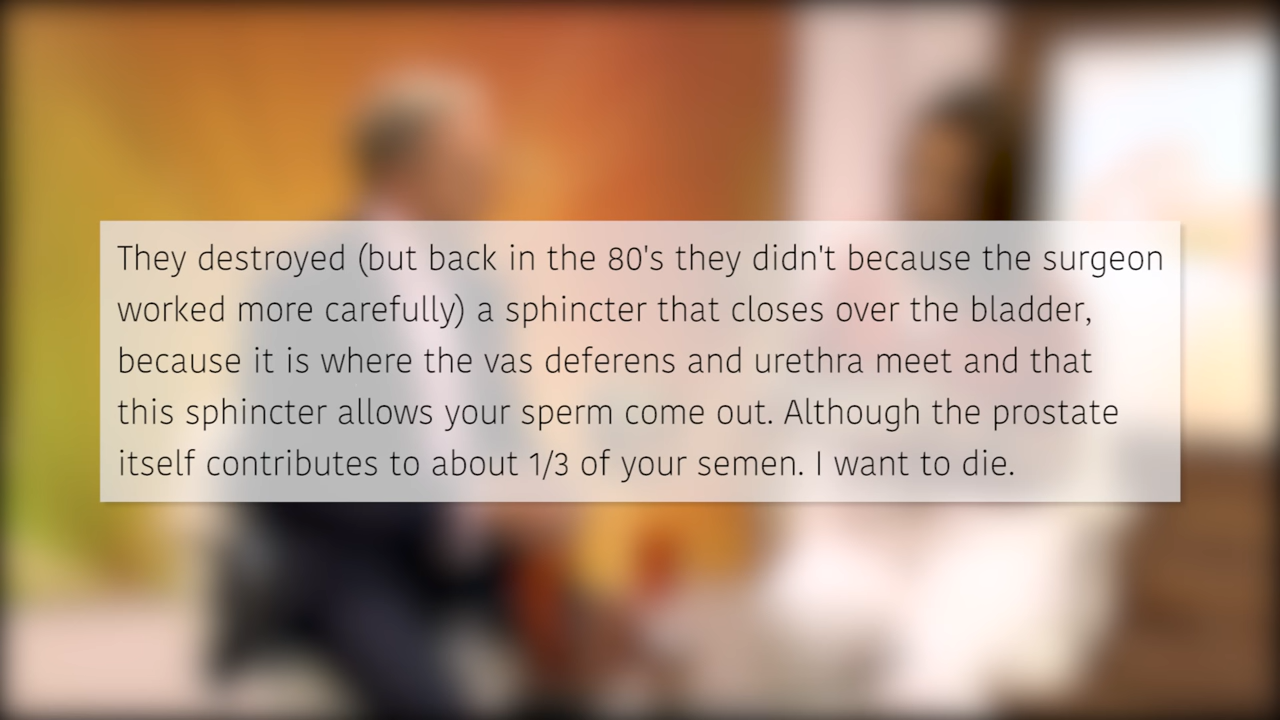 They destroyed (but back in the 80's they didn't because the surgeon
worked more carefully) a sphincter that closes over the bladder,
because it is where the vas deferens and urethra meet and that
this sphincter allows your sperm come out. Although the prostate
itself contributes to about 1/3 of your semen. I want to die.